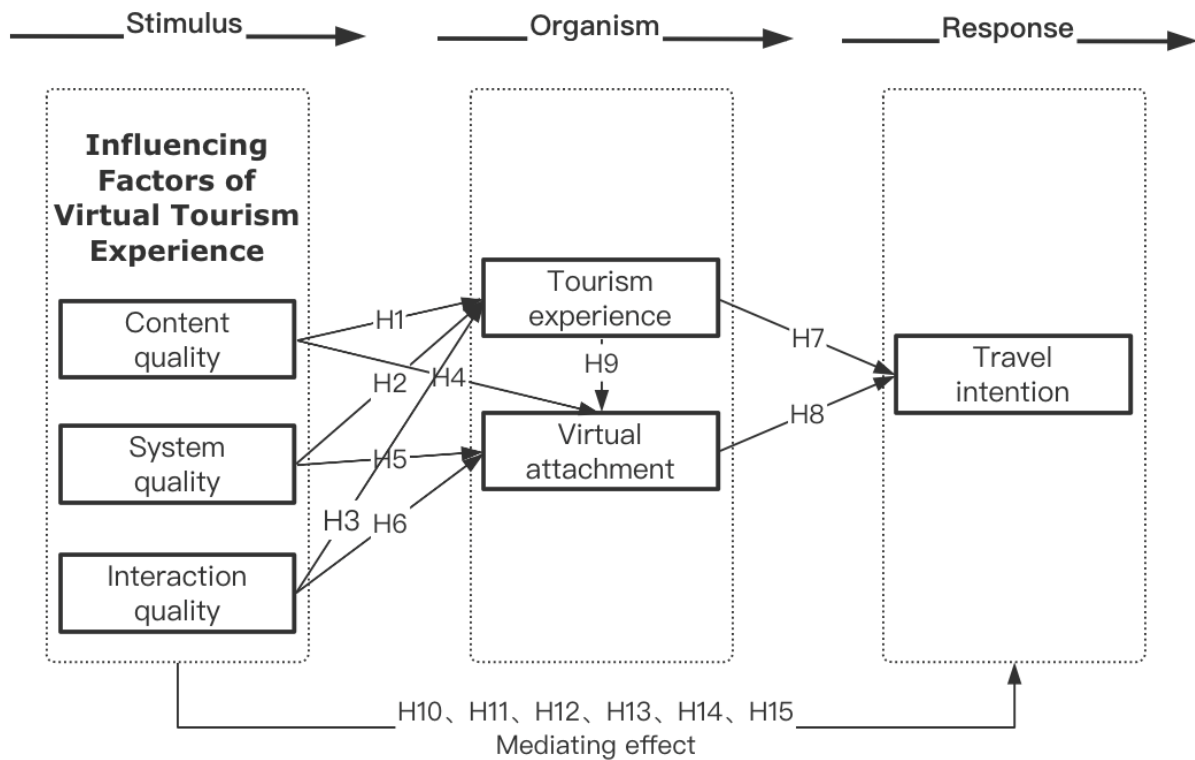 Stimulus
Organism
Response
Influencing
Factors of
Virtual Tourism
Experience
Content
quality
System
quality
Interaction
quality
H1
H2
H4
H5
H3
H6
Tourism
experience
H9
Virtual
attachment
H7
H8
Travel
intention
H10、H11、H12、H13、H14、H15
Mediating effect